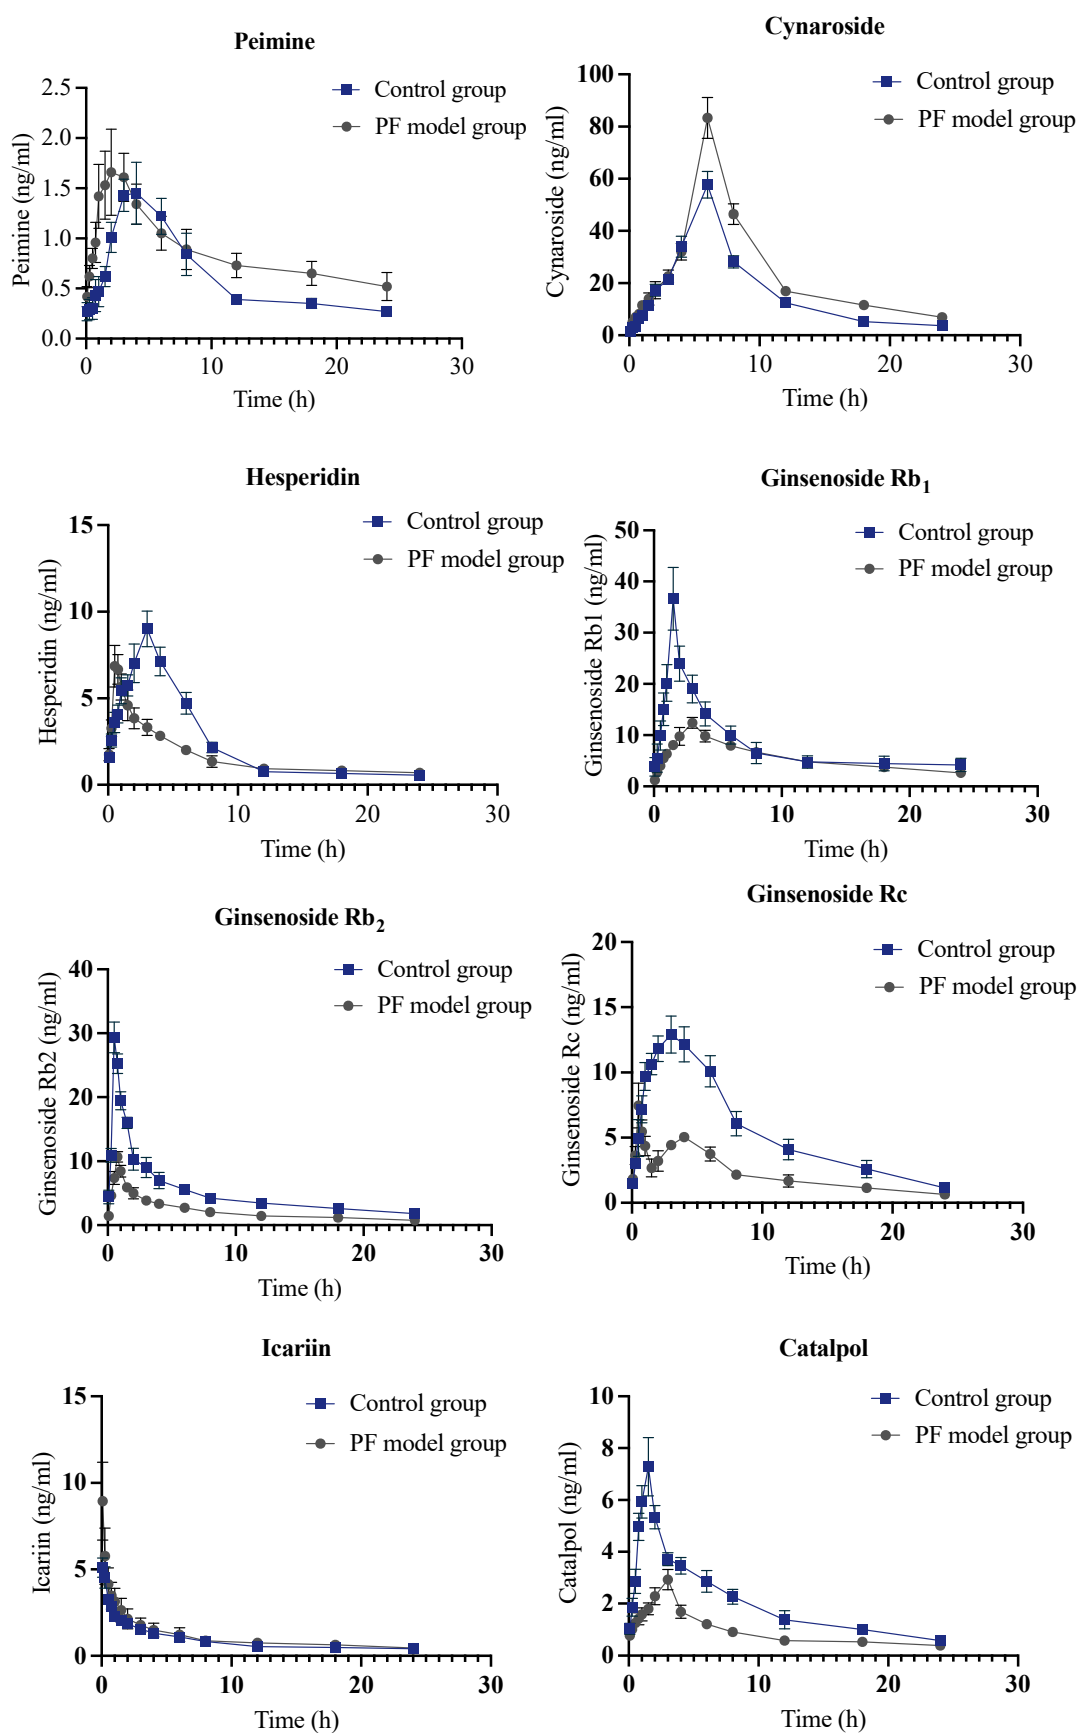 Peimine
Control group
PF model group
Peimine (ng/ml)
2.5
2.0
1.5
1.0
0.5
0.0
0 10 20 30
Time (h)
Cynaroside
Control group
PF model group
Cynaroside (ng/ml)
100
80
60
40
20
0
0 10 20 30
Time (h)
Hesperidin
Control group
PF model group
Hesperidin (ng/ml)
15
10
5
0
0 10 20 30
Time (h)
Ginsenoside Rb₁
Control group
PF model group
Ginsenoside Rb1 (ng/ml)
50
40
30
20
10
0
0 10 20 30
Time (h)
Ginsenoside Rb₂
Control group
PF model group
Ginsenoside Rb2 (ng/ml)
40
30
20
10
0
0 10 20 30
Time (h)
Ginsenoside Rc
Control group
PF model group
Ginsenoside Rc (ng/ml)
20
15
10
5
0
0 10 20 30
Time (h)
Icariin
Control group
PF model group
Icariin (ng/ml)
15
10
5
0
0 10 20 30
Time (h)
Catalpol
Control group
PF model group
Catalpol (ng/ml)
10
8
6
4
2
0
0 10 20 30
Time (h)